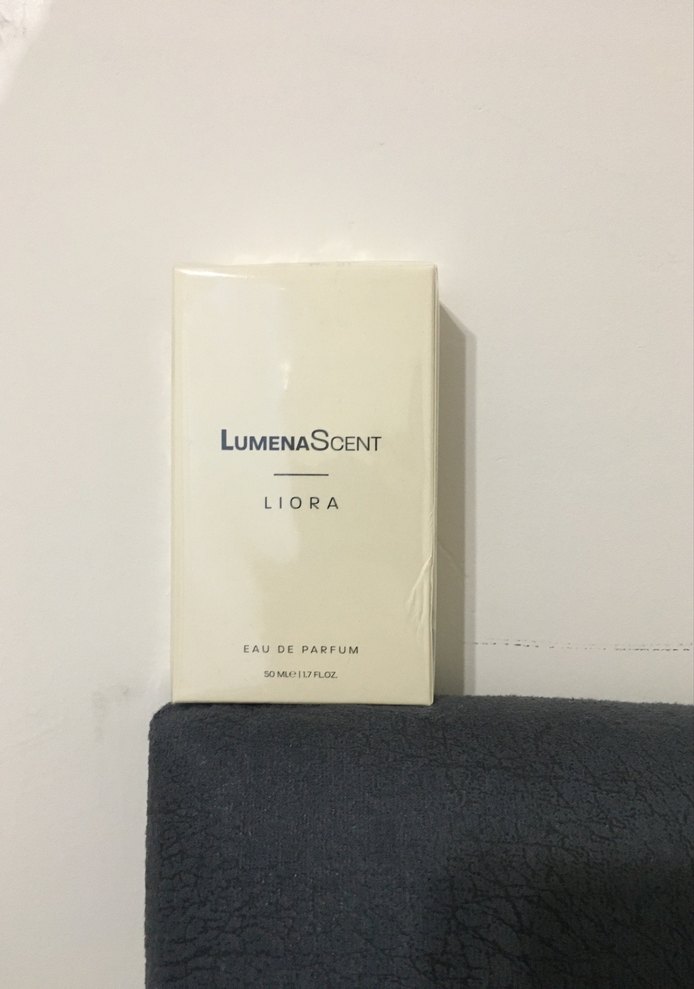 LUMENASCENT
LIORA
EAU DE PARFUM
50 ML℮ | 1.7 FL.OZ.